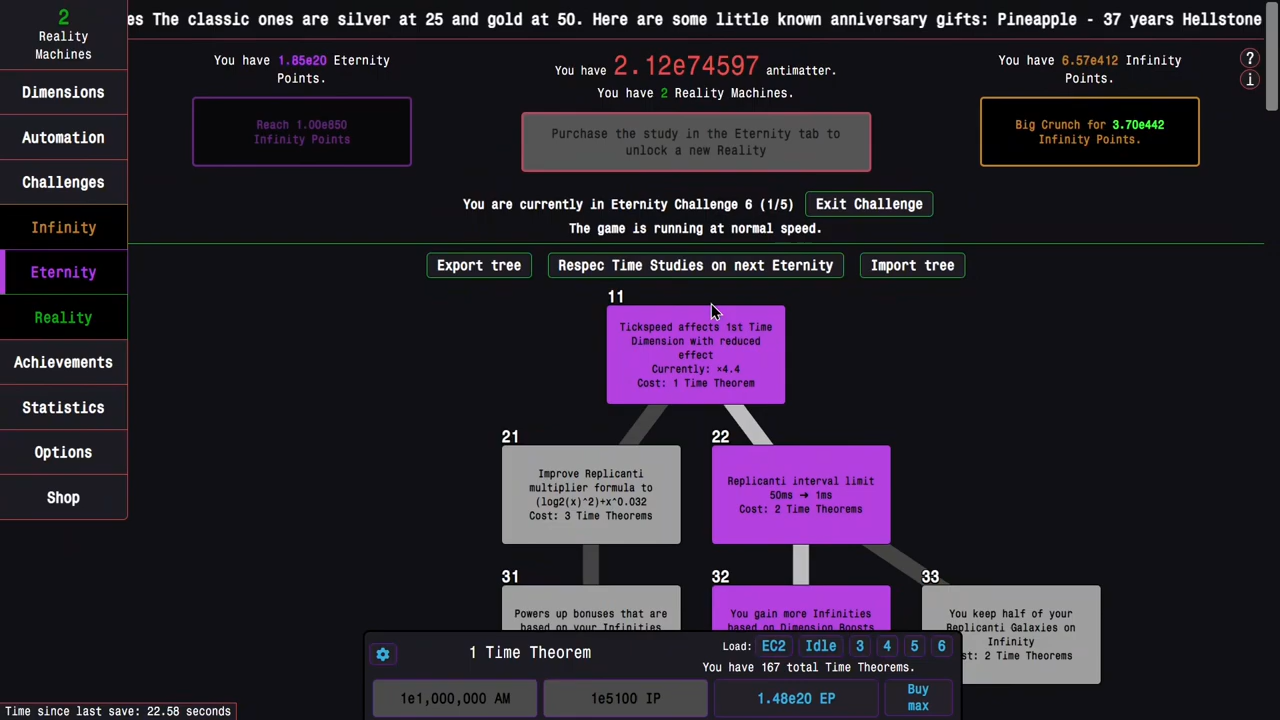 2
Reality
Machines
es The classic ones are silver at 25 and gold at 50. Here are some little known anniversary gifts: Pineapple - 37 years Hellstone
You have 1.85e20 Eternity
Points.
Reach 1.00e850
Infinity Points
You have 2.12e74597 antimatter.
You have 2 Reality Machines.
Purchase the study in the Eternity tab to
unlock a new Reality
You have 6.57e412 Infinity
Points.
Big Crunch for 3.70e442
Infinity Points.
?
i
You are currently in Eternity Challenge 6 (1/5)
Exit Challenge
The game is running at normal speed.
Dimensions
Automation
Challenges
Infinity
Eternity
Reality
Achievements
Statistics
Options
Shop
Export tree
Respec Time Studies on next Eternity
Import tree
11
Tickspeed affects 1st Time
Dimension with reduced
effect
Currently: ×4.4
Cost: 1 Time Theorem
21
Improve Replicanti
multiplier formula to
(log2(x)^2)+x^0.032
Cost: 3 Time Theorems
22
Replicanti interval limit
50ms ➜ 1ms
Cost: 2 Time Theorems
31
Powers up bonuses that are
based on your Infinities
32
You gain more Infinities
based on Dimension Boosts
33
You keep half of your
Replicanti Galaxies on
Infinity
st: 2 Time Theorems
1 Time Theorem
Load: EC2 Idle 3 4 5 6
You have 167 total Time Theorems.
1e1,000,000 AM
1e5100 IP
1.48e20 EP
Buy
max
Time since last save: 22.58 seconds